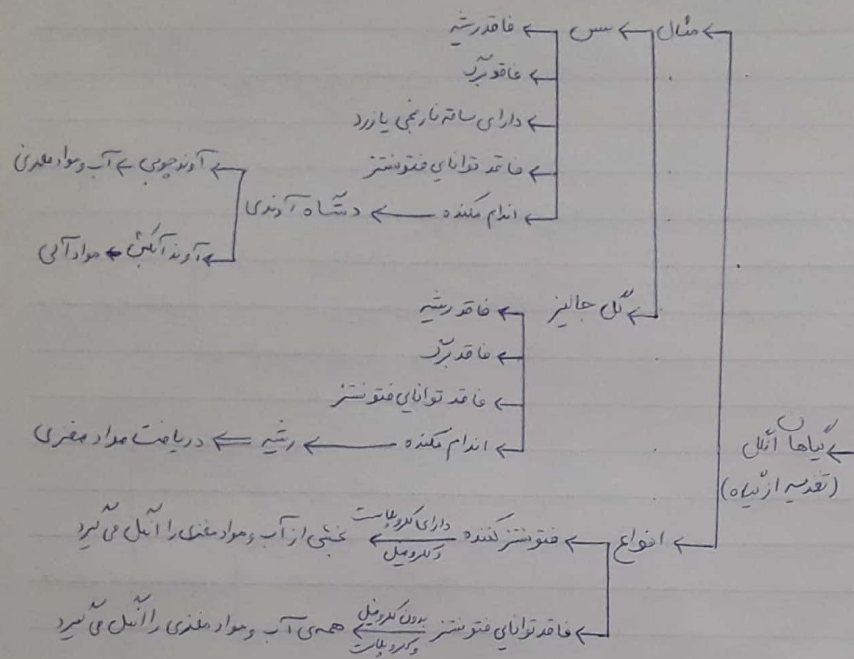 مثال ← سس ← فاقد ریشه
فاقد برگ
دارای ساقه نارنجی یا زرد
فاقد توانایی فتوسنتز
اندام مکنده ← دستگاه آوندی
آوند چوبی ← آب و مواد معدنی
آوند آبکش ← مواد آلی
گل جالیز ← فاقد ریشه
فاقد برگ
فاقد توانایی فتوسنتز
اندام مکنده ← ریشه ← دریافت مواد مغذی
گیاهان انگل
(تغذیه از گیاه)
انواع ← فتوسنتز کننده ← دارای کلروپلاست و کلروفیل ← بخشی از آب و مواد مغذی را انگل می‌گیرد
فاقد توانایی فتوسنتز ← بدون کلروفیل و کلروپلاست ← همه‌ی آب و مواد مغذی را انگل می‌گیرد